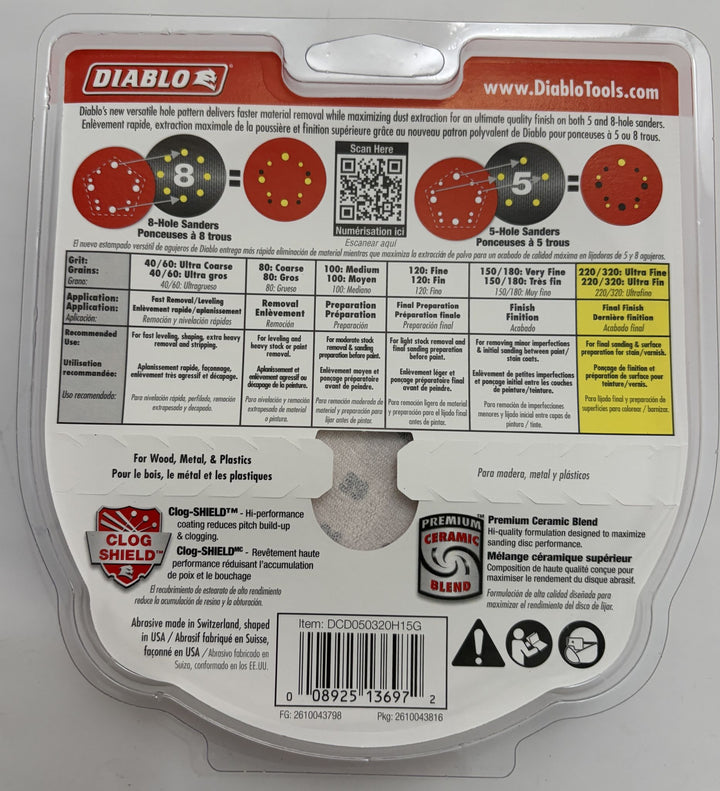 DIABLO
www.DiabloTools.com
Diablo's new versatile hole pattern delivers faster material removal while maximizing dust extraction for an ultimate quality finish on both 5 and 8-hole sanders.
Enlèvement rapide, extraction maximale de la poussière et finition supérieure grâce au nouveau patron polyvalent de Diablo pour ponceuses à 5 ou 8 trous.
8
=
8-Hole Sanders
Ponceuses à 8 trous
Scan Here
Numérisation ici
Escanear aquí
5
=
5-Hole Sanders
Ponceuses à 5 trous
El nuevo estampado versátil de agujeros de Diablo entrega más rápida eliminación de material mientras que maximiza la extracción de polvo para un acabado de calidad máxima en lijadoras de 5 y 8 agujeros.
Grit:
Grains:
Grano:
40/60: Ultra Coarse
40/60: Ultra gros
40/60: Ultragrueso
80: Coarse
80: Gros
80: Grueso
100: Medium
100: Moyen
100: Mediano
120: Fine
120: Fin
120: Fino
150/180: Very Fine
150/180: Très fin
150/180: Muy fino
220/320: Ultra Fine
220/320: Ultra Fin
220/320: Ultrafino
Application:
Application:
Aplicación:
Fast Removal/Leveling
Enlèvement rapide/aplanissement
Remoción y nivelación rápidas
Removal
Enlèvement
Remoción
Preparation
Préparation
Preparación
Final Preparation
Préparation finale
Preparación final
Finish
Finition
Acabado
Final Finish
Dernière finition
Acabado final
Recommended
Use:
Utilisation
recommandée:
Uso recomendado:
For fast leveling, shaping, extra heavy
removal and stripping.
Aplanissement rapide, façonnage,
enlèvement très agressif et décapage.
Para nivelación rápida, perfilado, remoción
extrapesada y decapado.
For leveling and
heavy stock or paint
removal.
Aplanissement et
enlèvement agressif ou
décapage de la peinture.
Para nivelación y remoción
extrapesada de material
o pintura.
For moderate stock
removal & sanding
preparation before paint.
Enlèvement moyen et
ponçage préparatoire
avant de peindre.
Para remoción moderada de
material y preparación para
lijar antes de pintar.
For light stock removal and
final sanding preparation
before paint.
Enlèvement léger et
ponçage préparatoire final
avant de peindre.
Para remoción ligera de material
y preparación para el lijado final
antes de pintar.
For removing minor imperfections
& initial sanding between paint/
stain coats.
Enlèvement de petites imperfections
et ponçage initial entre les couches
de peinture/teinture.
Para remoción de imperfecciones
menores y lijado inicial entre capas de
pintura / tinte.
For final sanding & surface
preparation for stain/varnish.
Ponçage de finition et
préparation de surface pour
teinture/vernis.
Para lijado final y preparación de
superficies para colorear / barnizar.
For Wood, Metal, & Plastics
Pour le bois, le métal et les plastiques
Para madera, metal y plásticos
CLOG
SHIELD™
Clog-SHIELD™ - Hi-performance
coating reduces pitch build-up
& clogging.
Clog-SHIELDMC - Revêtement haute
performance réduisant l'accumulation
de poix et le bouchage
El recubrimiento de estearato de alto rendimiento
reduce la acumulación de resina y la obturación.
PREMIUM™
CERAMIC
BLEND
Premium Ceramic Blend
Hi-quality formulation designed to maximize
sanding disc performance.
Mélange céramique supérieur
Composition de haute qualité conçue pour
maximiser le rendement du disque abrasif.
Formulación de alta calidad diseñada para
maximizar el rendimiento del disco de lijar.
Abrasive made in Switzerland, shaped
in USA / Abrasif fabriqué en Suisse,
façonné en USA / Abrasivo fabricado en
Suiza, conformado en los EE.UU.
Item: DCD050320H15G
0 08925 13697 2
FG: 2610043798 Pkg: 2610043816